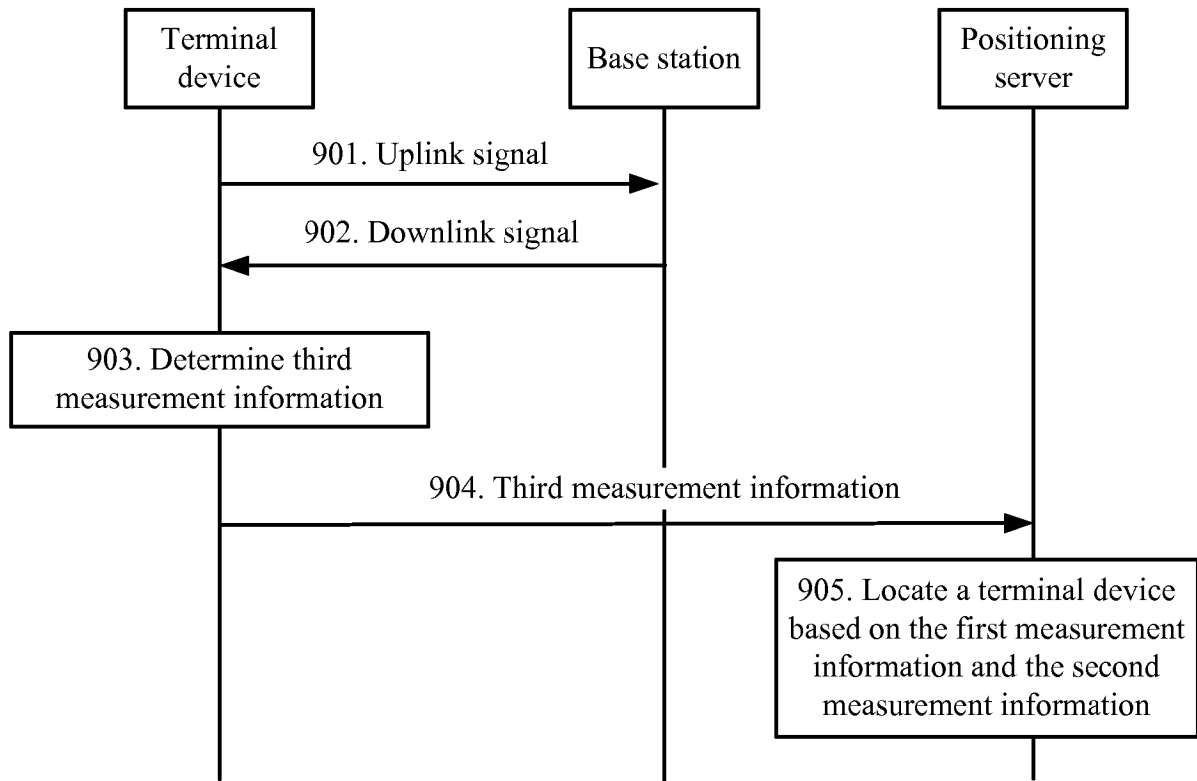 Terminal
device
Base station
Positioning
server
901. Uplink signal
902. Downlink signal
903. Determine third
measurement information
904. Third measurement information
905. Locate a terminal device
based on the first measurement
information and the second
measurement information